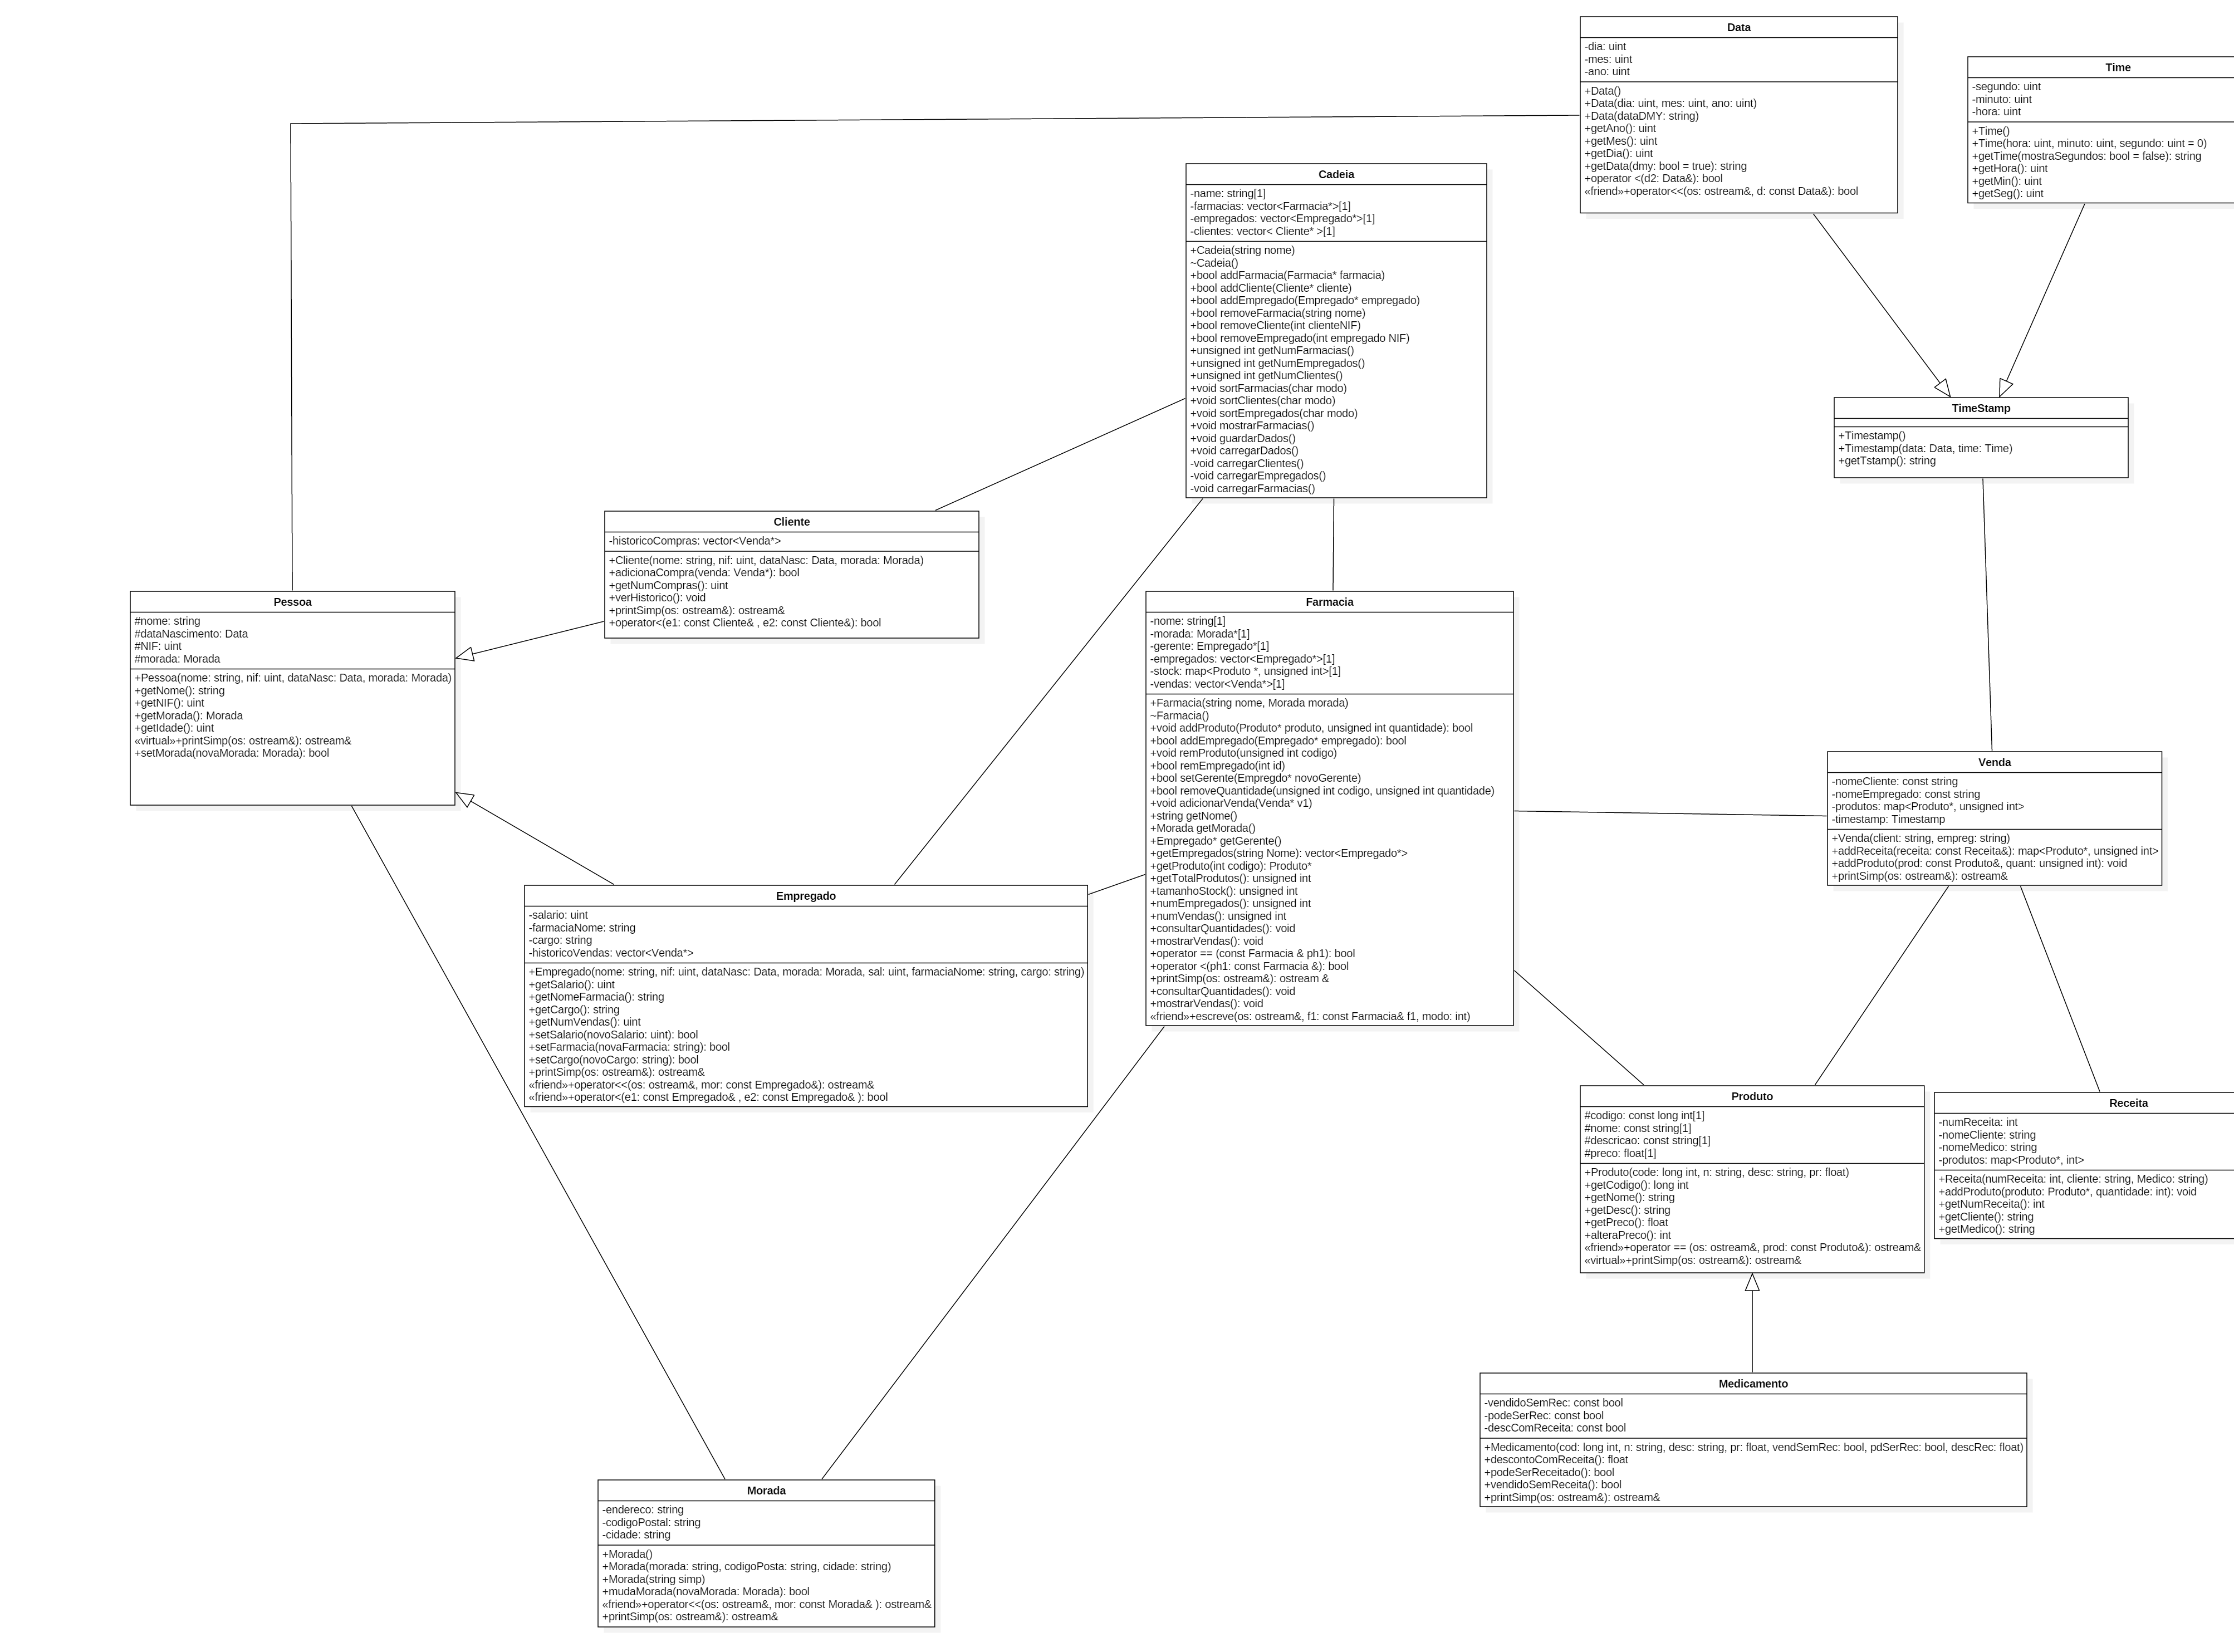 Data
-dia: uint
-mes: uint
-ano: uint
+Data()
+Data(dia: uint, mes: uint, ano: uint)
+Data(dataDMY: string)
+getAno(): uint
+getMes(): uint
+getDia(): uint
+getData(dmy: bool = true): string
+operator <(d2: Data&): bool
«friend»+operator<<(os: ostream&, d: const Data&): bool
Time
-segundo: uint
-minuto: uint
-hora: uint
+Time()
+Time(hora: uint, minuto: uint, segundo: uint = 0)
+getTime(mostraSegundos: bool = false): string
+getHora(): uint
+getMin(): uint
+getSeg(): uint
Cadeia
-name: string[1]
-farmacias: vector<Farmacia*>[1]
-empregados: vector<Empregado*>[1]
-clientes: vector< Cliente* >[1]
+Cadeia(string nome)
~Cadeia()
+bool addFarmacia(Farmacia* farmacia)
+bool addCliente(Cliente* cliente)
+bool addEmpregado(Empregado* empregado)
+bool removeFarmacia(string nome)
+bool removeCliente(int clienteNIF)
+bool removeEmpregado(int empregado NIF)
+unsigned int getNumFarmacias()
+unsigned int getNumEmpregados()
+unsigned int getNumClientes()
+void sortFarmacias(char modo)
+void sortClientes(char modo)
+void sortEmpregados(char modo)
+void mostrarFarmacias()
+void guardarDados()
+void carregarDados()
-void carregarClientes()
-void carregarEmpregados()
-void carregarFarmacias()
TimeStamp
+Timestamp()
+Timestamp(data: Data, time: Time)
+getTstamp(): string
Cliente
-historicoCompras: vector<Venda*>
+Cliente(nome: string, nif: uint, dataNasc: Data, morada: Morada)
+adicionaCompra(venda: Venda*): bool
+getNumCompras(): uint
+verHistorico(): void
+printSimp(os: ostream&): ostream&
+operator<(e1: const Cliente& , e2: const Cliente&): bool
Pessoa
#nome: string
#dataNascimento: Data
#NIF: uint
#morada: Morada
+Pessoa(nome: string, nif: uint, dataNasc: Data, morada: Morada)
+getNome(): string
+getNIF(): uint
+getMorada(): Morada
+getIdade(): uint
«virtual»+printSimp(os: ostream&): ostream&
+setMorada(novaMorada: Morada): bool
Farmacia
-nome: string[1]
-morada: Morada*[1]
-gerente: Empregado*[1]
-empregados: vector<Empregado*>[1]
-stock: map<Produto *, unsigned int>[1]
-vendas: vector<Venda*>[1]
+Farmacia(string nome, Morada morada)
~Farmacia()
+void addProduto(Produto* produto, unsigned int quantidade): bool
+bool addEmpregado(Empregado* empregado): bool
+void remProduto(unsigned int codigo)
+bool remEmpregado(int id)
+bool setGerente(Empregdo* novoGerente)
+bool removeQuantidade(unsigned int codigo, unsigned int quantidade)
+void adicionarVenda(Venda* v1)
+string getNome()
+Morada getMorada()
+Empregado* getGerente()
+getEmpregados(string Nome): vector<Empregado*>
+getProduto(int codigo): Produto*
+getTotalProdutos(): unsigned int
+tamanhoStock(): unsigned int
+numEmpregados(): unsigned int
+numVendas(): unsigned int
+consultarQuantidades(): void
+mostrarVendas(): void
+operator == (const Farmacia & ph1): bool
+operator <(ph1: const Farmacia &): bool
+printSimp(os: ostream&): ostream &
+consultarQuantidades(): void
+mostrarVendas(): void
«friend»+escreve(os: ostream&, f1: const Farmacia& f1, modo: int)
Venda
-nomeCliente: const string
-nomeEmpregado: const string
-produtos: map<Produto*, unsigned int>
-timestamp: Timestamp
+Venda(client: string, empreg: string)
+addReceita(receita: const Receita&): map<Produto*, unsigned int>
+addProduto(prod: const Produto&, quant: unsigned int): void
+printSimp(os: ostream&): ostream&
Empregado
-salario: uint
-farmaciaNome: string
-cargo: string
-historicoVendas: vector<Venda*>
+Empregado(nome: string, nif: uint, dataNasc: Data, morada: Morada, sal: uint, farmaciaNome: string, cargo: string)
+getSalario(): uint
+getNomeFarmacia(): string
+getCargo(): string
+getNumVendas(): uint
+setSalario(novoSalario: uint): bool
+setFarmacia(novaFarmacia: string): bool
+setCargo(novoCargo: string): bool
+printSimp(os: ostream&): ostream&
«friend»+operator<<(os: ostream&, mor: const Empregado&): ostream&
«friend»+operator<(e1: const Empregado& , e2: const Empregado& ): bool
Produto
#codigo: const long int[1]
#nome: const string[1]
#descricao: const string[1]
#preco: float[1]
+Produto(code: long int, n: string, desc: string, pr: float)
+getCodigo(): long int
+getNome(): string
+getDesc(): string
+getPreco(): float
+alteraPreco(): int
«friend»+operator == (os: ostream&, prod: const Produto&): ostream&
«virtual»+printSimp(os: ostream&): ostream&
Receita
-numReceita: int
-nomeCliente: string
-nomeMedico: string
-produtos: map<Produto*, int>
+Receita(numReceita: int, cliente: string, Medico: string)
+addProduto(produto: Produto*, quantidade: int): void
+getNumReceita(): int
+getCliente(): string
+getMedico(): string
Medicamento
-vendidoSemRec: const bool
-podeSerRec: const bool
-descComReceita: const bool
+Medicamento(cod: long int, n: string, desc: string, pr: float, vendSemRec: bool, pdSerRec: bool, descRec: float)
+descontoComReceita(): float
+podeSerReceitado(): bool
+vendidoSemReceita(): bool
+printSimp(os: ostream&): ostream&
Morada
-endereco: string
-codigoPostal: string
-cidade: string
+Morada()
+Morada(morada: string, codigoPosta: string, cidade: string)
+Morada(string simp)
+mudaMorada(novaMorada: Morada): bool
«friend»+operator<<(os: ostream&, mor: const Morada& ): ostream&
+printSimp(os: ostream&): ostream&